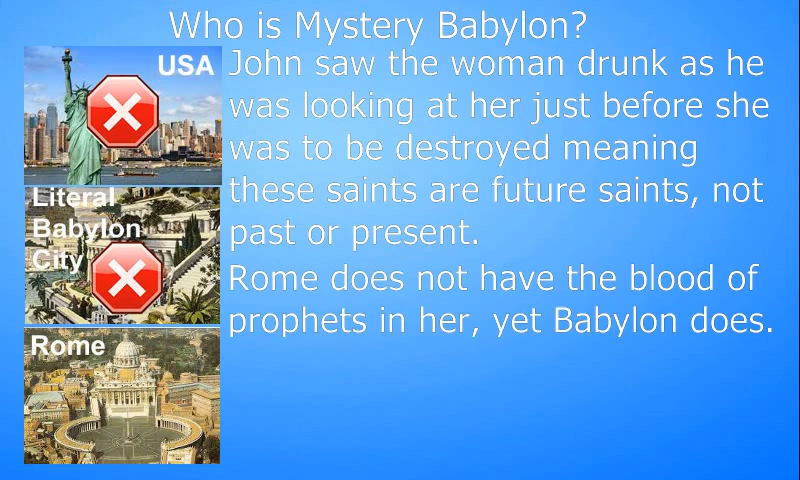 Who is Mystery Babylon?
USA
John saw the woman drunk as he
was looking at her just before she
was to be destroyed meaning
these saints are future saints, not
past or present.
Literal
Babylon
City
Rome does not have the blood of
prophets in her, yet Babylon does.
Rome